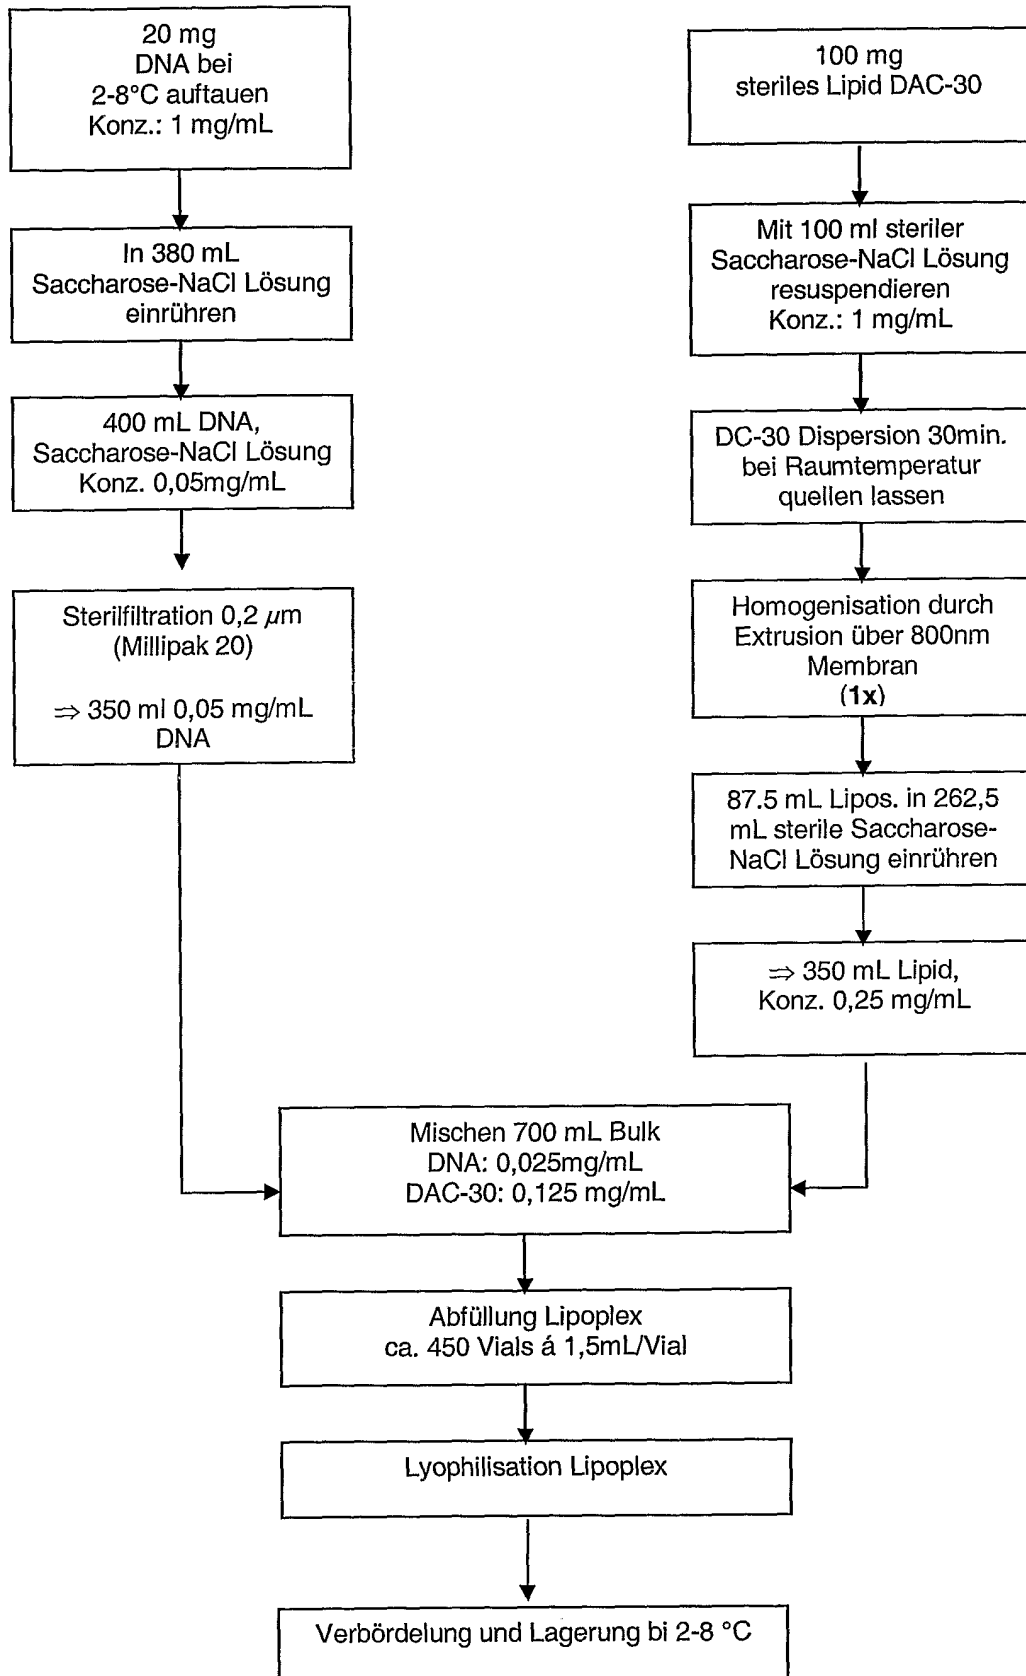 20 mg
DNA bei
2-8°C auftauen
Konz.: 1 mg/mL
In 380 mL
Saccharose-NaCl Lösung
einrühren
400 mL DNA,
Saccharose-NaCl Lösung
Konz. 0,05mg/mL
Sterilfiltration 0,2 µm
(Millipak 20)
⇒ 350 ml 0,05 mg/mL
DNA
100 mg
steriles Lipid DAC-30
Mit 100 ml steriler
Saccharose-NaCl Lösung
resuspendieren
Konz.: 1 mg/mL
DC-30 Dispersion 30min.
bei Raumtemperatur
quellen lassen
Homogenisation durch
Extrusion über 800nm
Membran
(1x)
87.5 mL Lipos. in 262,5
mL sterile Saccharose-
NaCl Lösung einrühren
⇒ 350 mL Lipid,
Konz. 0,25 mg/mL
Mischen 700 mL Bulk
DNA: 0,025mg/mL
DAC-30: 0,125 mg/mL
Abfüllung Lipoplex
ca. 450 Vials á 1,5mL/Vial
Lyophilisation Lipoplex
Verbördelung und Lagerung bi 2-8 °C